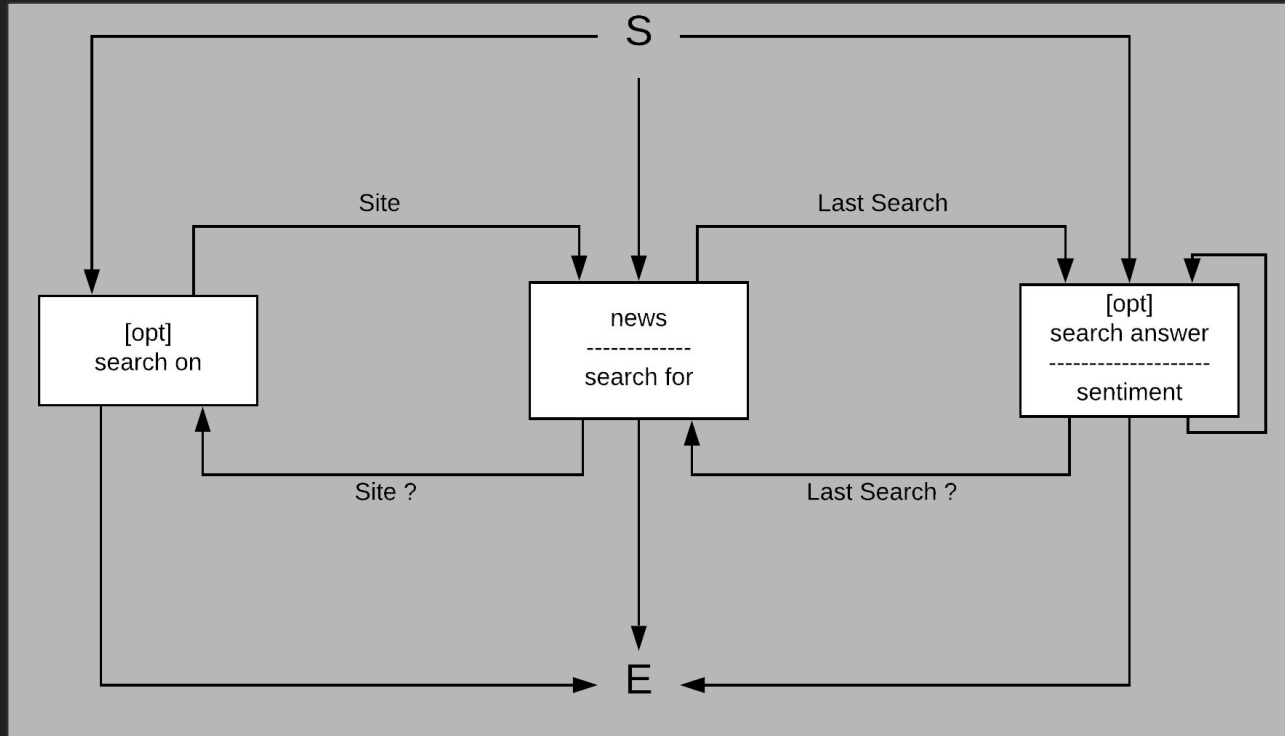 S
Site
Last Search
[opt]
search on
news
-------------
search for
[opt]
search answer
--------------------
sentiment
Site ?
Last Search ?
E